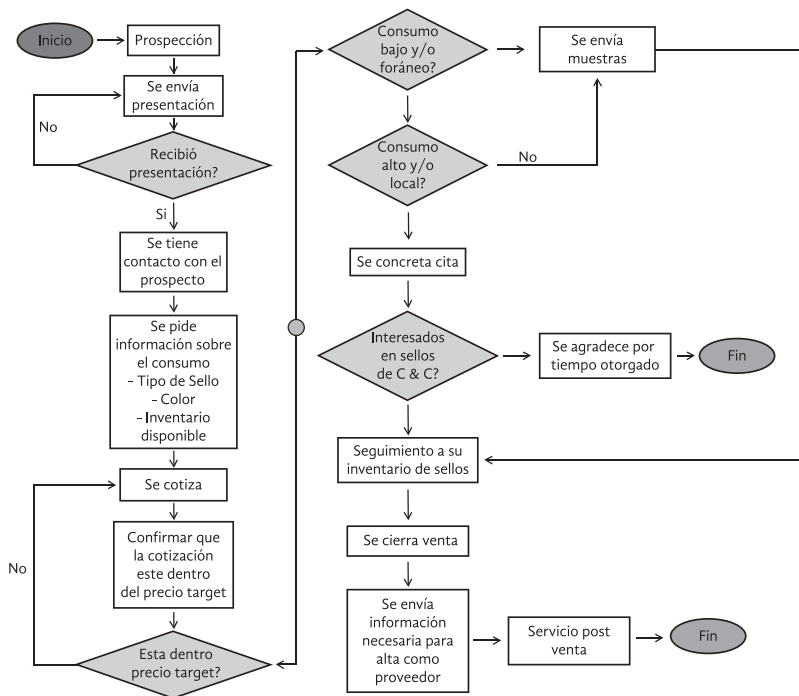 Inicio
Prospección
Se envía
presentación
No
Recibió
presentación?
Si
Se tiene
contacto con el
prospecto
Se pide
información sobre
el consumo
- Tipo de Sello
- Color
- Inventario
disponible
Se cotiza
No
Confirmar que
la cotización
este dentro
del precio target
Esta dentro
precio target?
Consumo
bajo y/o
foráneo?
Se envía
muestras
Consumo
alto y/o
local?
No
Se concreta cita
Interesados
en sellos
de C & C?
Se agradece por
tiempo otorgado
Fin
Seguimiento a su
inventario de sellos
Se cierra venta
Se envía
información
necesaria para
alta como
proveedor
Servicio post
venta
Fin